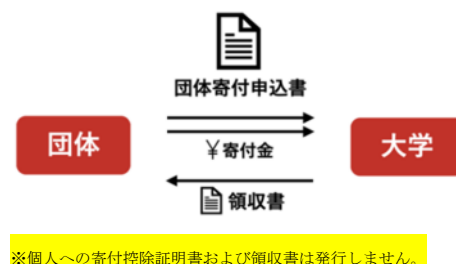 団体寄付申込書
団体
¥寄付金
大学
領収書
※個人への寄付控除証明書および領収書は発行しません。